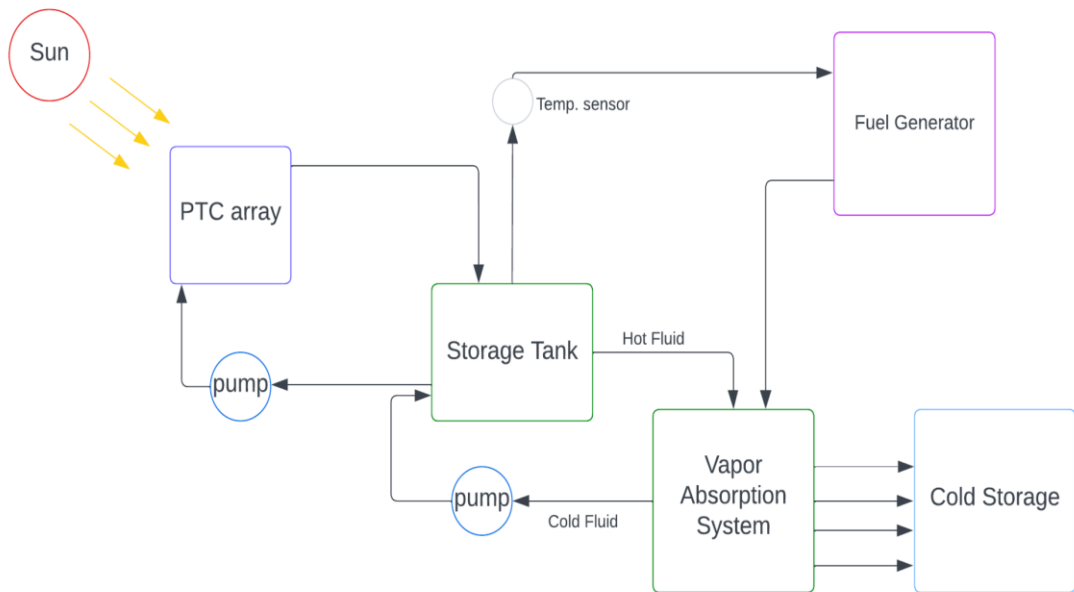 Sun
Temp. sensor
Fuel Generator
PTC array
Storage Tank
Hot Fluid
pump
Vapor
Absorption
System
Cold Storage
pump
Cold Fluid